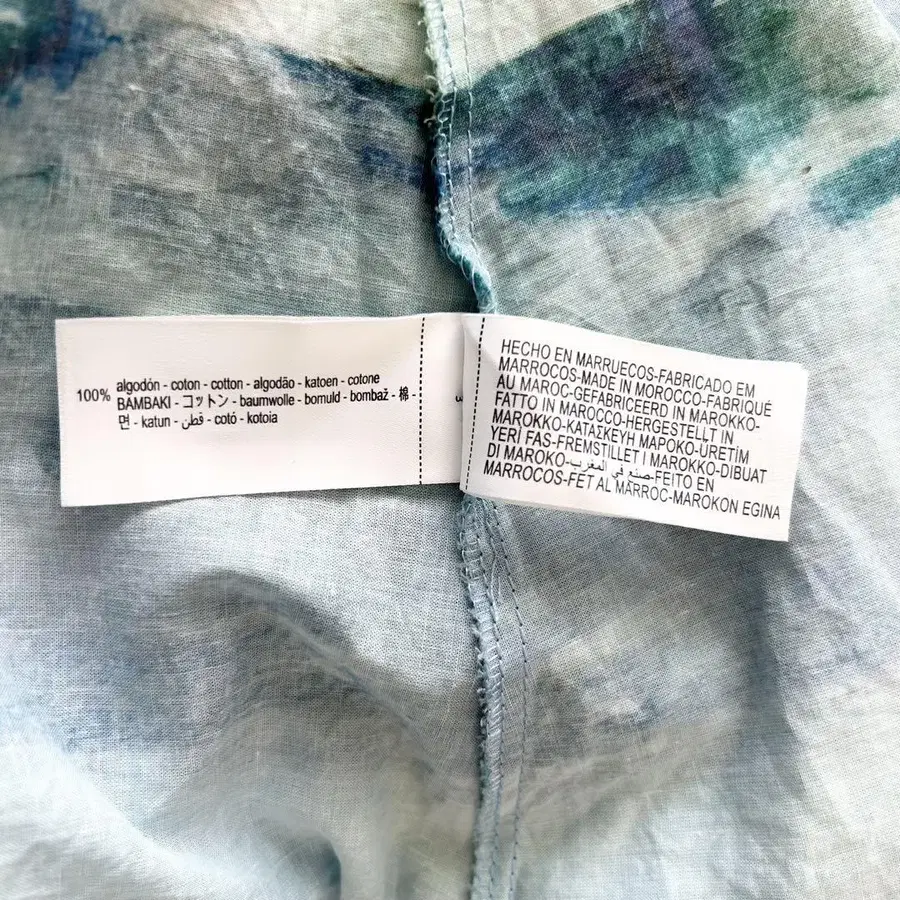 100% algodón - coton - cotton - algodão - katoen - cotone
BAMBAKI - コットン - baumwolle - bomuld - bombaž - 棉 -
면 - katun - قطن - cotó - kotoia
HECHO EN MARRUECOS-FABRICADO EM
MARROCOS-MADE IN MOROCCO-FABRIQUÉ
AU MAROC-GEFABRICEERD IN MAROKKO-
FATTO IN MAROCCO-HERGESTELLT IN
MAROKKO-ΚΑΤΑΣΚΕΥΗ ΜΑΡΟΚΟ-ÜRETİM
YERİ FAS-FREMSTILLET I MAROKKO-DIBUAT
DI MAROKO-صنع في المغرب-FEITO EN
MARROCOS-FET AL MARROC-MAROKON EGINA